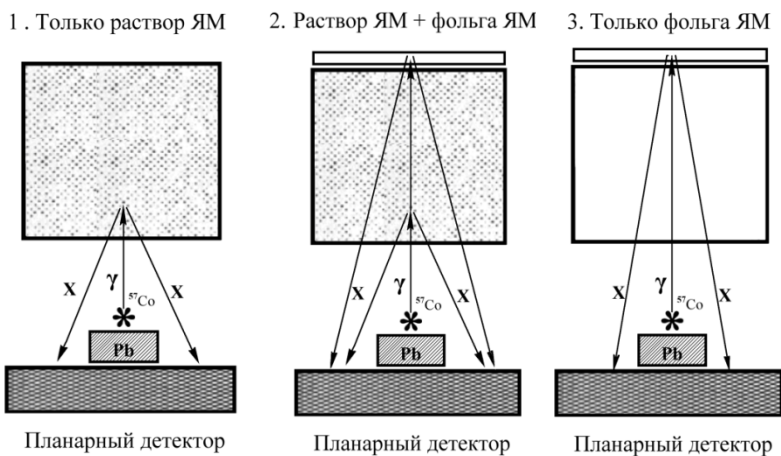 1 . Только раствор ЯМ
2. Раствор ЯМ + фольга ЯМ
3. Только фольга ЯМ
X
γ
X
⁵⁷Co
Pb
X
γ
X
⁵⁷Co
Pb
X
γ
X
⁵⁷Co
Pb
Планарный детектор
Планарный детектор
Планарный детектор